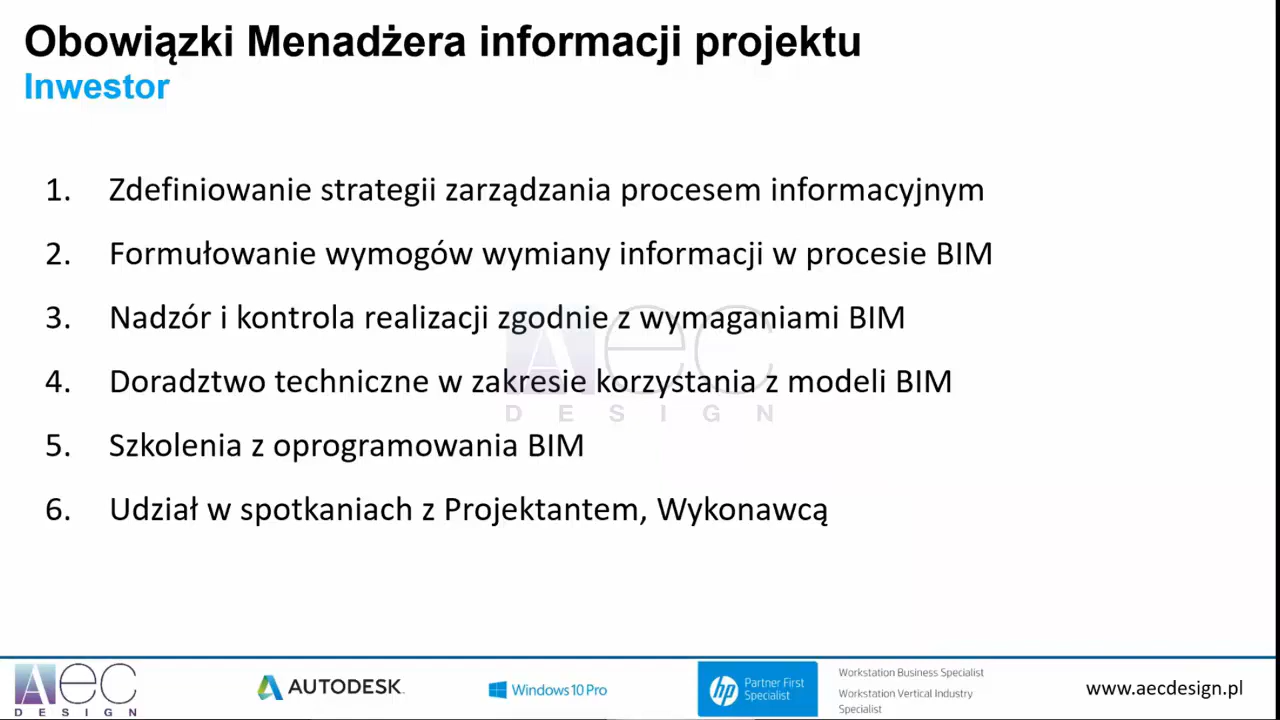 Obowiązki Menadżera informacji projektu
Inwestor
1. Zdefiniowanie strategii zarządzania procesem informacyjnym
2. Formułowanie wymogów wymiany informacji w procesie BIM
3. Nadzór i kontrola realizacji zgodnie z wymaganiami BIM
4. Doradztwo techniczne w zakresie korzystania z modeli BIM
5. Szkolenia z oprogramowania BIM
6. Udział w spotkaniach z Projektantem, Wykonawcą
AEC
DESIGN
AEC
DESIGN
AUTODESK.
Windows 10 Pro
hp
Partner First
Specialist
Workstation Business Specialist
Workstation Vertical Industry
Specialist
www.aecdesign.pl